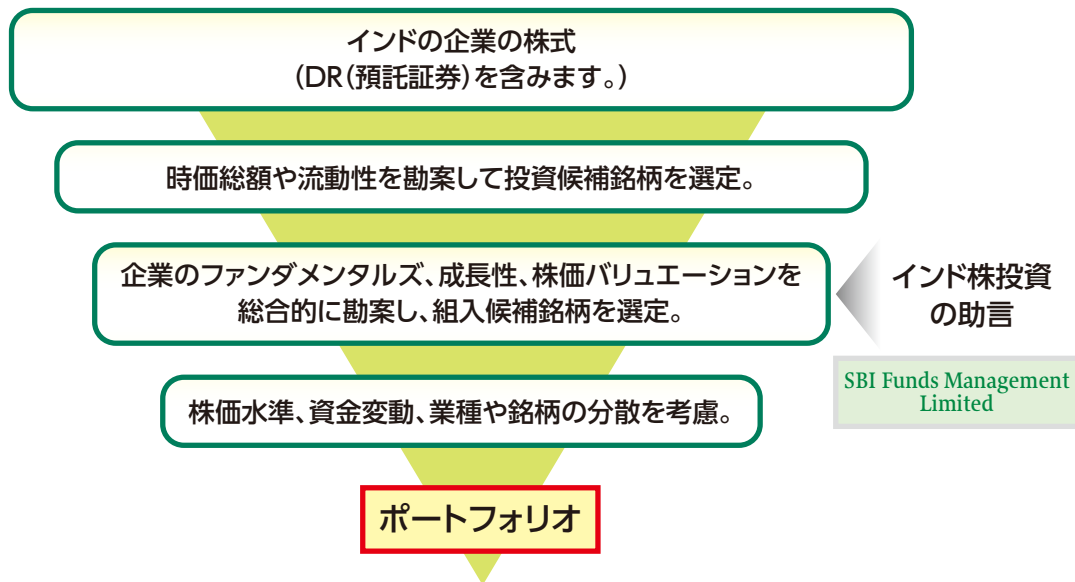 インドの企業の株式
（DR（預託証券）を含みます。）
時価総額や流動性を勘案して投資候補銘柄を選定。
企業のファンダメンタルズ、成長性、株価バリュエーションを
総合的に勘案し、組入候補銘柄を選定。
インド株投資
の助言
SBI Funds Management
Limited
株価水準、資金変動、業種や銘柄の分散を考慮。
ポートフォリオ